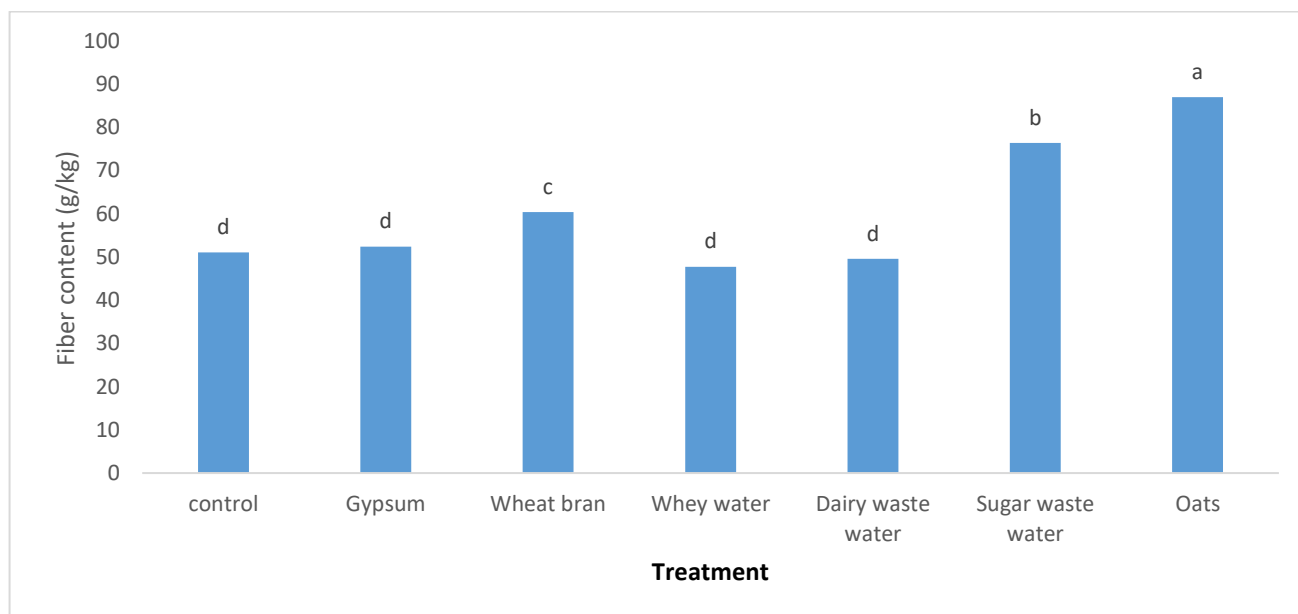 Fiber content (g/kg)
100
90
80
70
60
50
40
30
20
10
0
d
d
c
d
d
b
a
control
Gypsum
Wheat bran
Whey water
Dairy waste
water
Sugar waste
water
Oats
Treatment